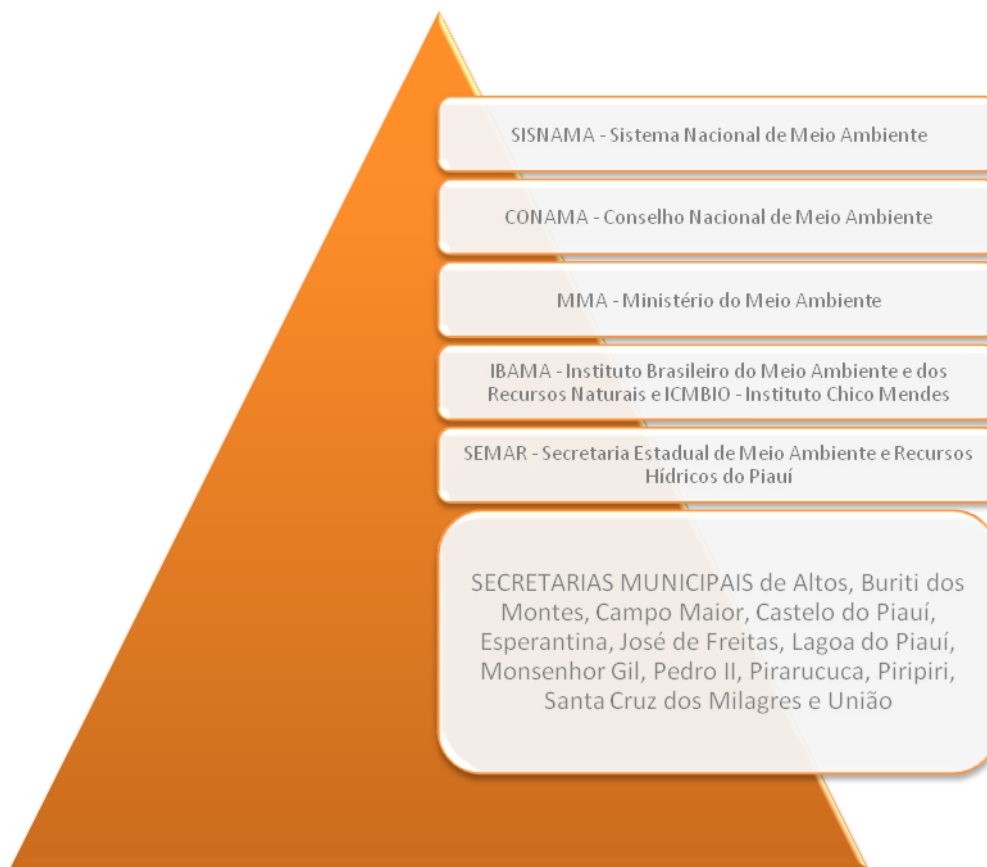 SISNAMA - Sistema Nacional de Meio Ambiente
CONAMA - Conselho Nacional de Meio Ambiente
MMA - Ministério do Meio Ambiente
IBAMA - Instituto Brasileiro do Meio Ambiente e dos
Recursos Naturais e ICMBIO - Instituto Chico Mendes
SEMAR - Secretaria Estadual de Meio Ambiente e Recursos
Hídricos do Piauí
SECRETARIAS MUNICIPAIS de Altos, Buriti dos
Montes, Campo Maior, Castelo do Piauí,
Esperantina, José de Freitas, Lagoa do Piauí,
Monsenhor Gil, Pedro II, Pirarucuca, Piripiri,
Santa Cruz dos Milagres e União